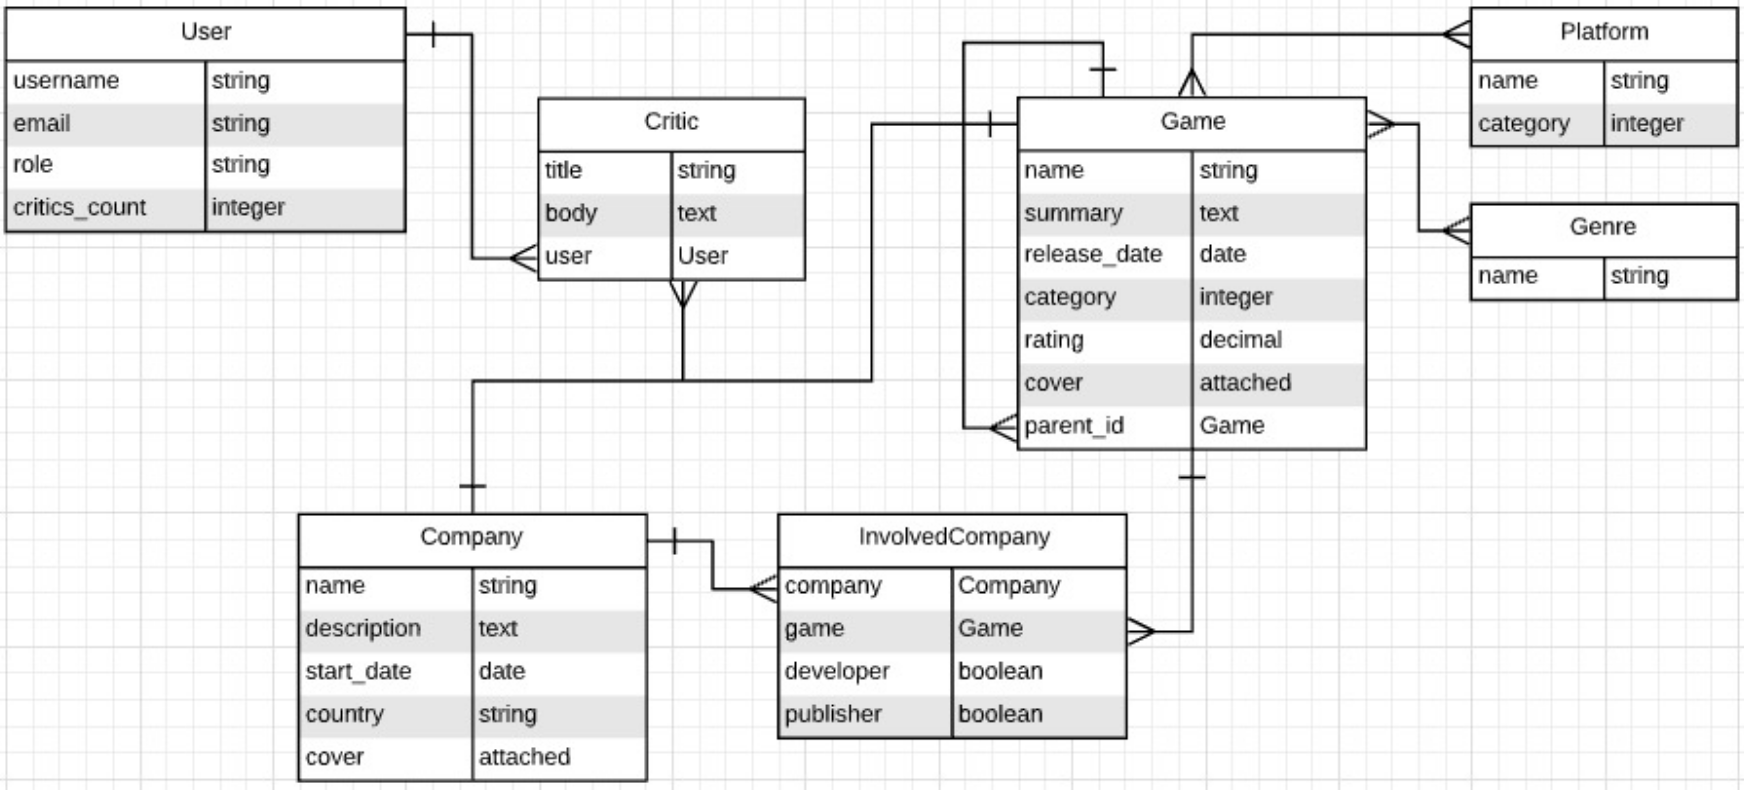 User
username string
email string
role string
critics_count integer
Critic
title string
body text
user User
Game
name string
summary text
release_date date
category integer
rating decimal
cover attached
parent_id Game
Platform
name string
category integer
Genre
name string
Company
name string
description text
start_date date
country string
cover attached
InvolvedCompany
company Company
game Game
developer boolean
publisher boolean